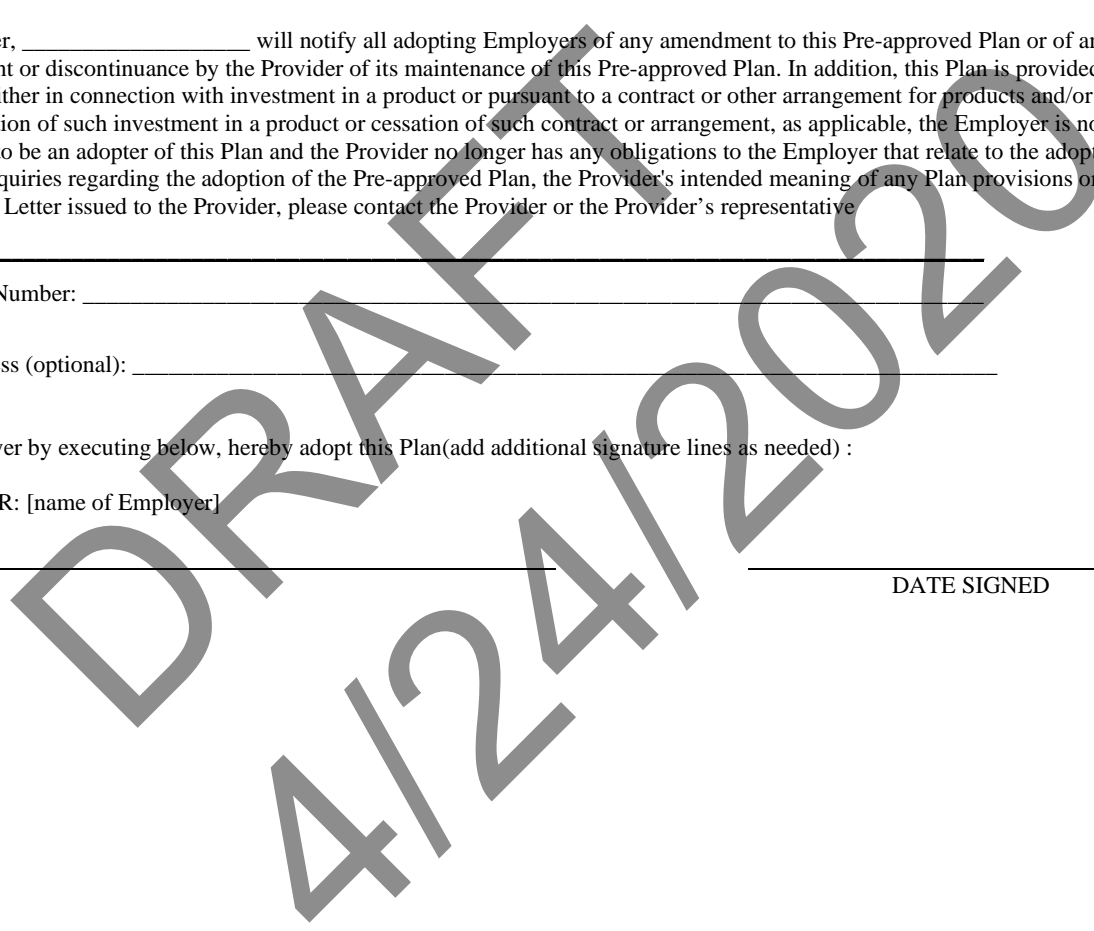 er, ___________________ will notify all adopting Employers of any amendment to this Pre-approved Plan or of an
nt or discontinuance by the Provider of its maintenance of this Pre-approved Plan. In addition, this Plan is provided
ither in connection with investment in a product or pursuant to a contract or other arrangement for products and/or
tion of such investment in a product or cessation of such contract or arrangement, as applicable, the Employer is no
to be an adopter of this Plan and the Provider no longer has any obligations to the Employer that relate to the adopt
quiries regarding the adoption of the Pre-approved Plan, the Provider's intended meaning of any Plan provisions or
Letter issued to the Provider, please contact the Provider or the Provider’s representative
Number: ___________________________________________________________________________
ss (optional): ________________________________________________________________________
yer by executing below, hereby adopt this Plan(add additional signature lines as needed) :
R: [name of Employer]
DATE SIGNED
DRAFT
4/24/2020